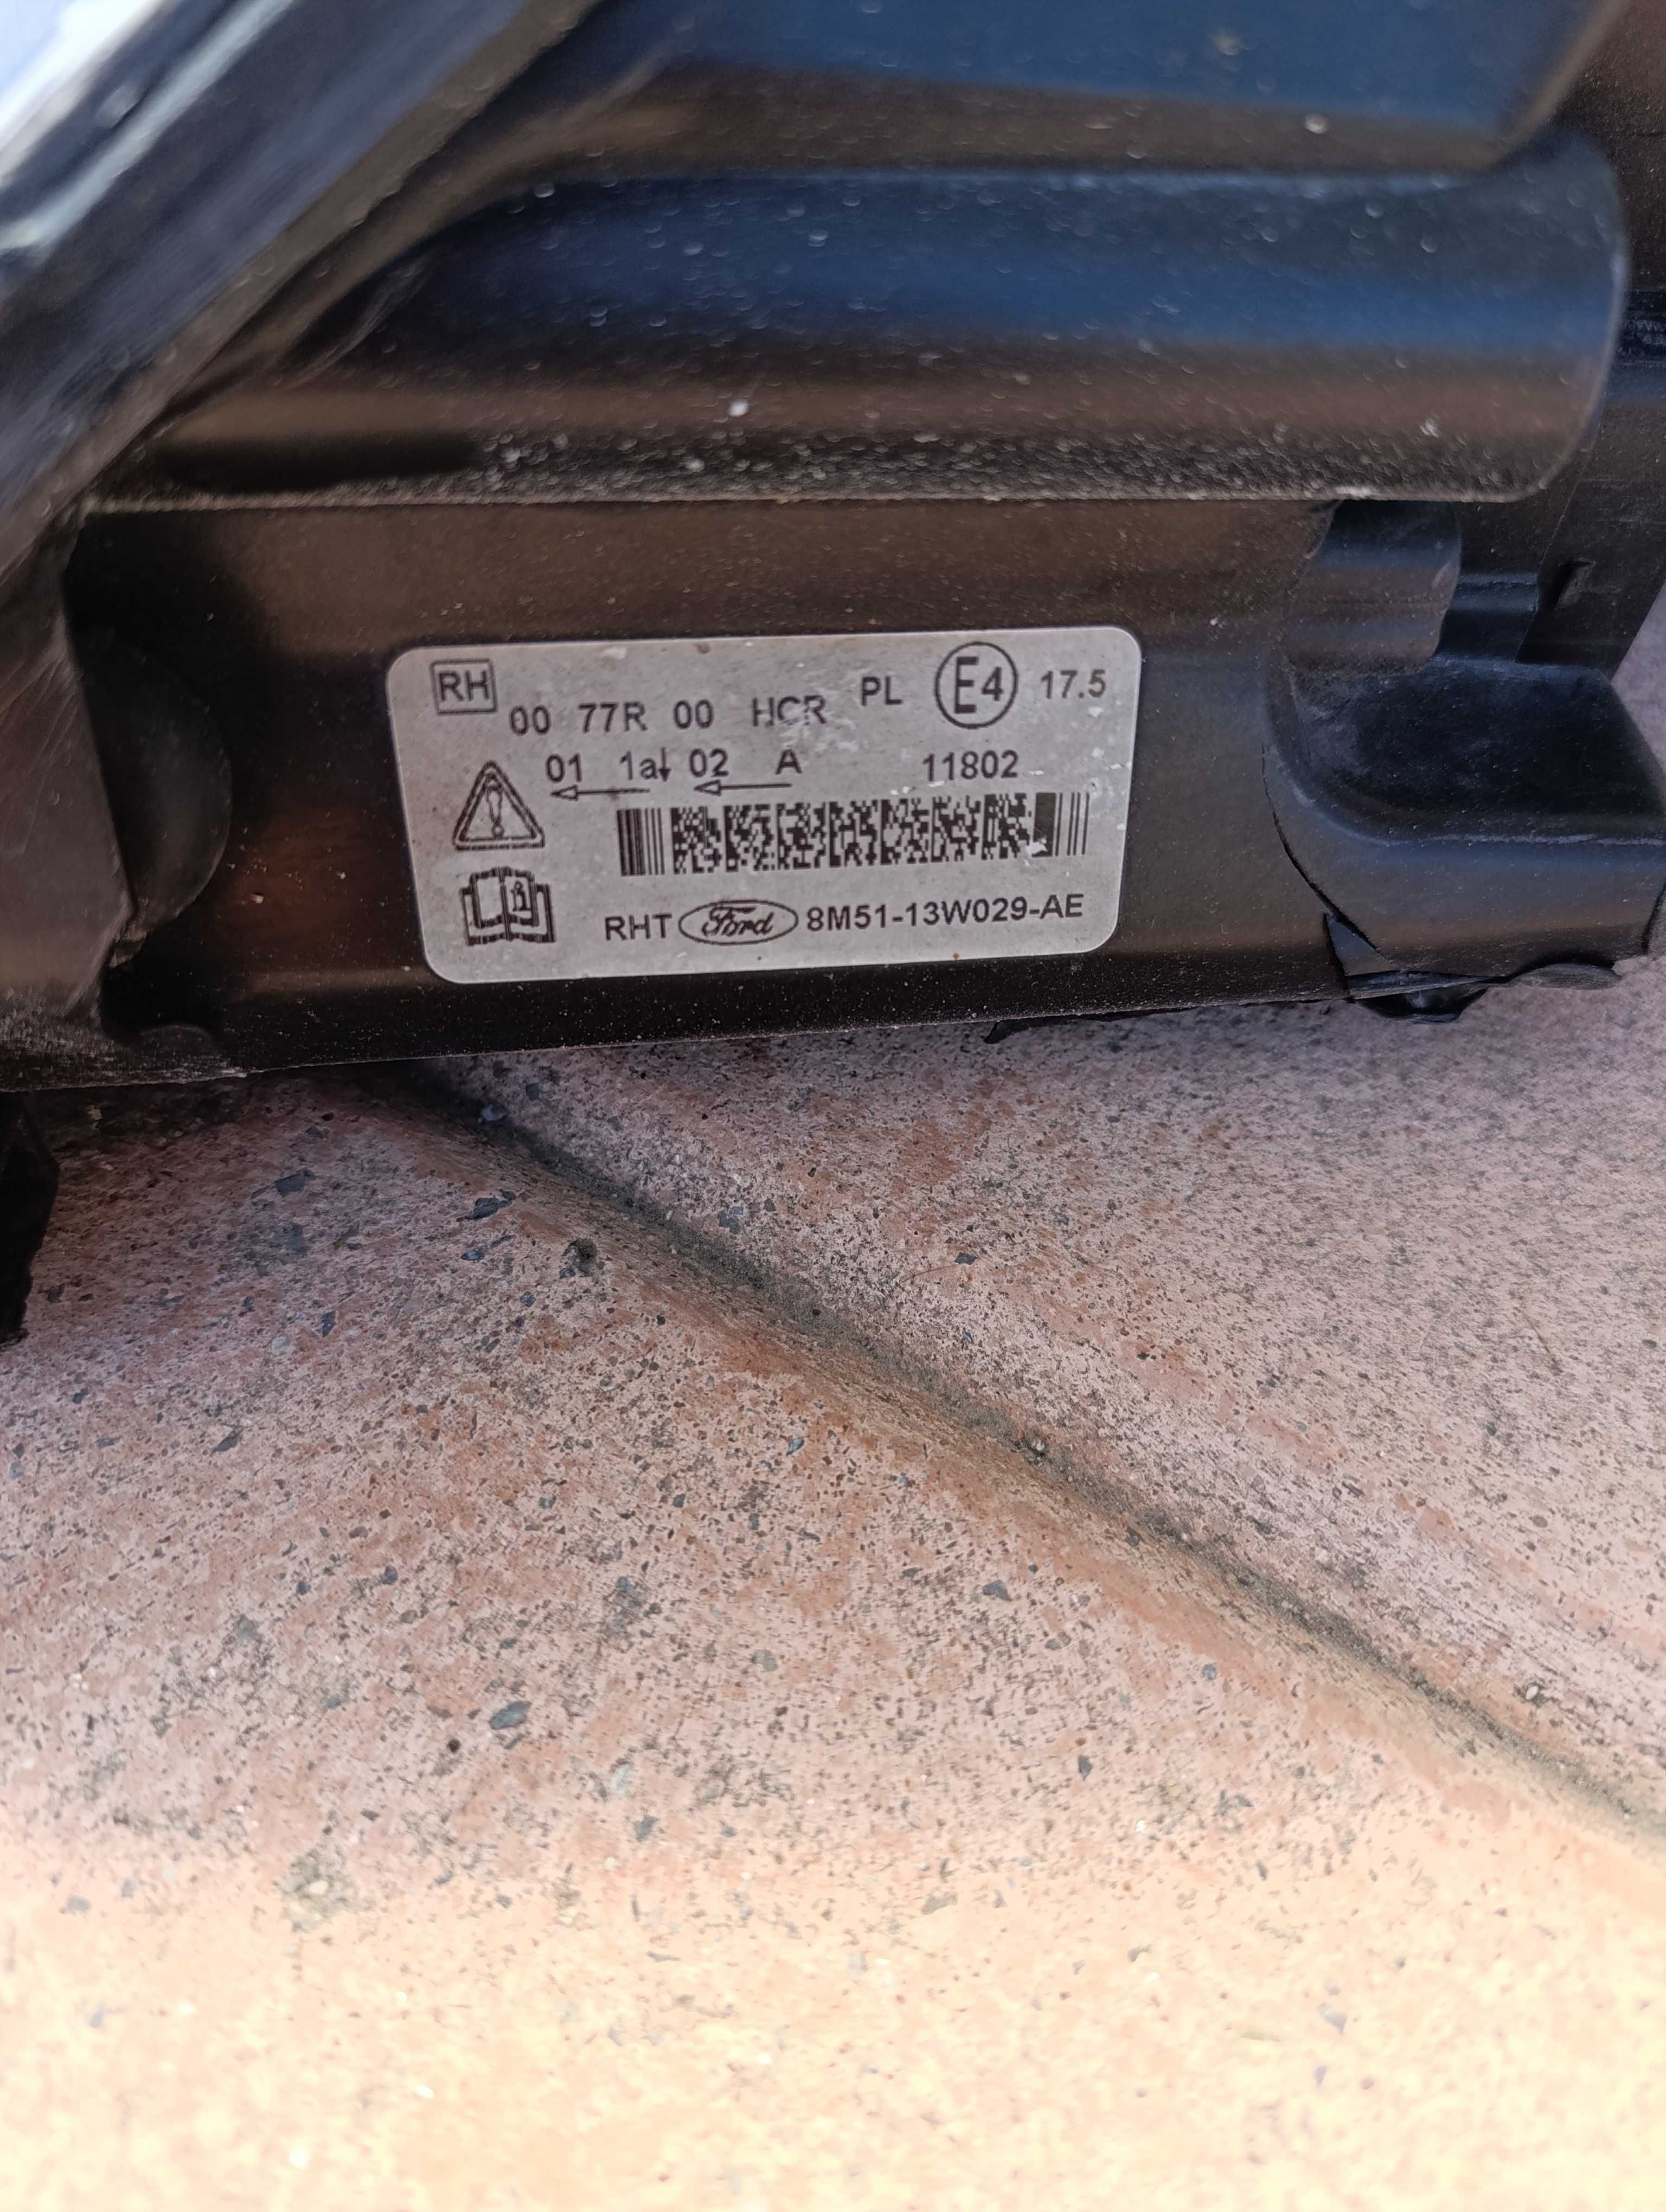 RH 00 77R 00 HCR PL E4 17.5
01 1a 02 A 11802
RHT Ford 8M51-13W029-AE